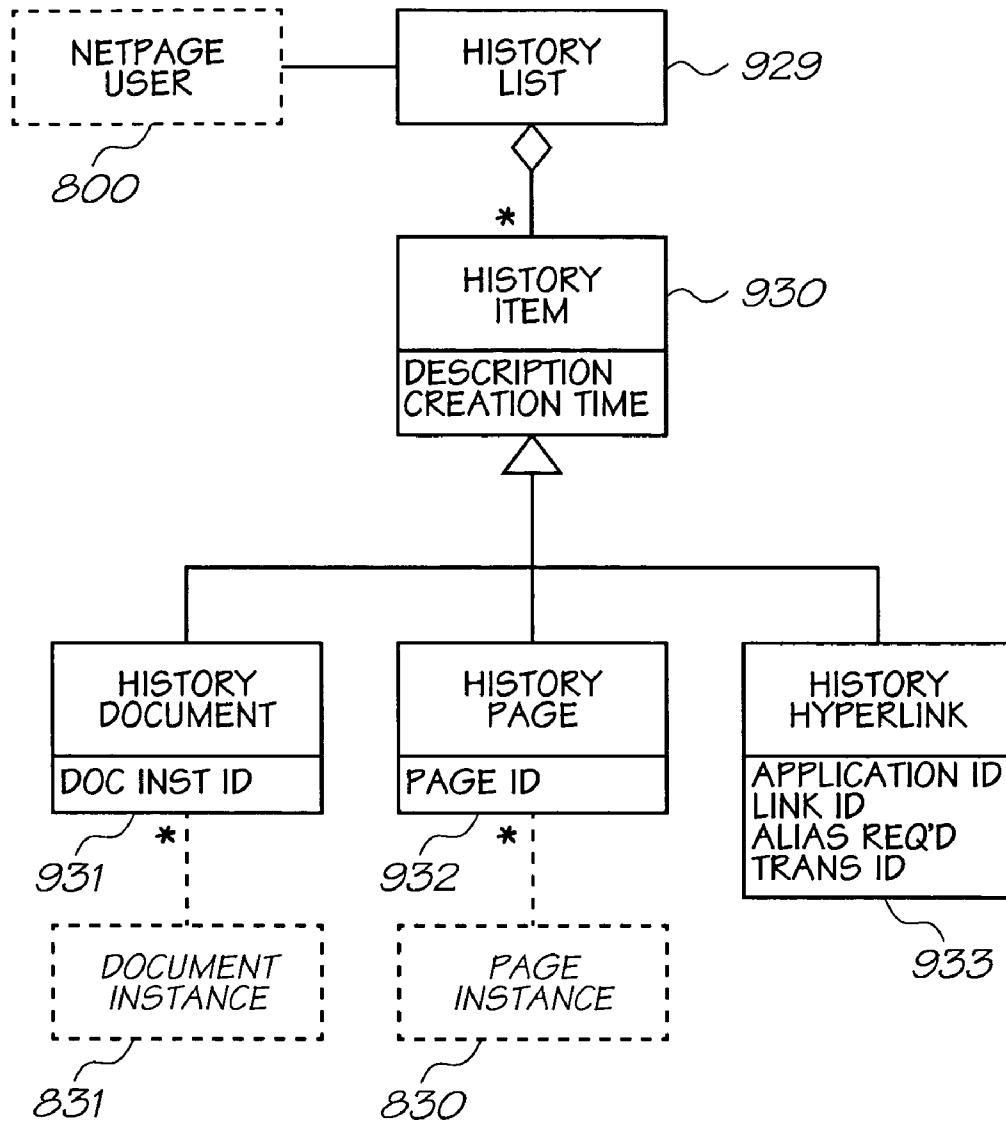 NETPAGE
USER
HISTORY
LIST
929
800
*
HISTORY
ITEM
930
DESCRIPTION
CREATION TIME
HISTORY
DOCUMENT
HISTORY
PAGE
HISTORY
HYPERLINK
DOC INST ID
PAGE ID
APPLICATION ID
LINK ID
ALIAS REQ'D
TRANS ID
*
*
931
932
933
DOCUMENT
INSTANCE
PAGE
INSTANCE
831
830